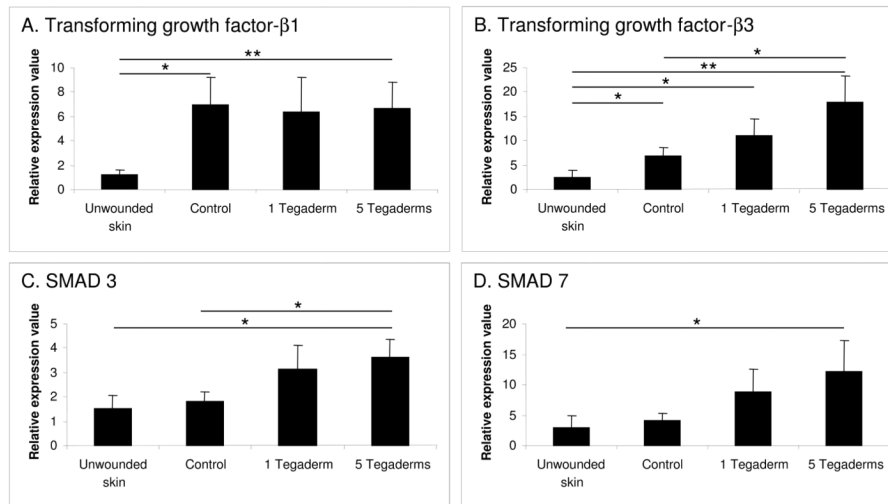 A. Transforming growth factor-β1
Relative expression value
**
*
10
8
6
4
2
0
Unwounded
skin
Control
1 Tegaderm
5 Tegaderms
B. Transforming growth factor-β3
Relative expression value
*
**
*
*
25
20
15
10
5
0
Unwounded
skin
Control
1 Tegaderm
5 Tegaderms
C. SMAD 3
Relative expression value
*
*
5
4
3
2
1
0
Unwounded
skin
Control
1 Tegaderm
5 Tegaderms
D. SMAD 7
Relative expression value
*
20
15
10
5
0
Unwounded
skin
Control
1 Tegaderm
5 Tegaderms